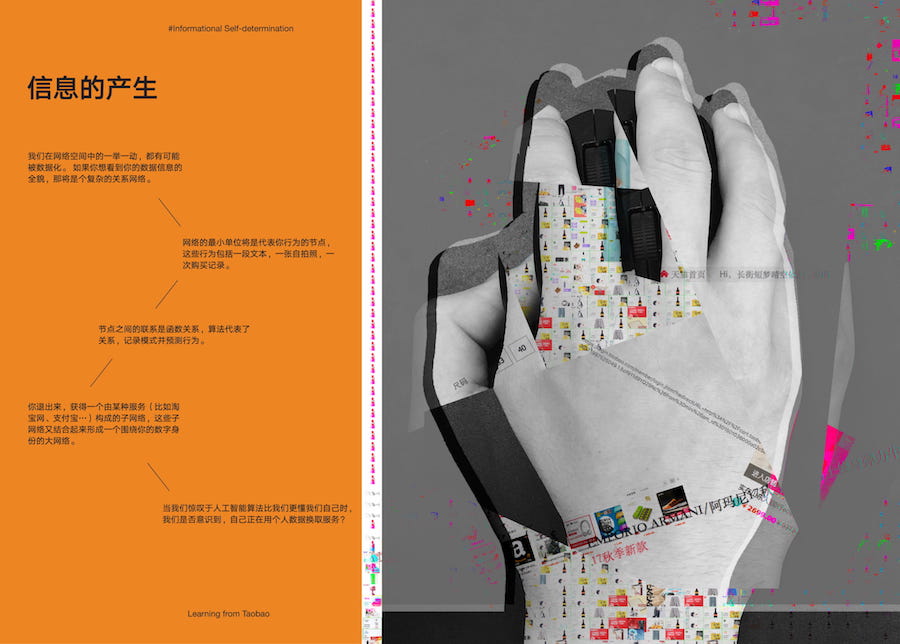 #Informational Self-determination
信息的产生
我们在网络空间中的一举一动，都有可能
被数据化。如果你想看到你的数据信息的
全貌，那将是个复杂的关系网络。
网络的最小单位将是代表你行为的节点，
这些行为包括一段文本，一张自拍照，一
次购买记录。
节点之间的联系是函数关系，算法代表了
关系，记录模式并预测行为。
你退出来，获得一个由某种服务（比如淘
宝网、支付宝…）构成的子网络，这些子
网络又结合起来形成一个围绕你的数字身
份的大网络。
当我们惊叹于人工智能算法比我们更懂我们自己时，
我们是否意识到，自己正在用个人数据换取服务？
Learning from Taobao
天猫首页
Hi，长街短梦晴空
40
尺码
进入店铺
2699.00
EMPORIO ARMANI/阿玛尼
17秋季新款